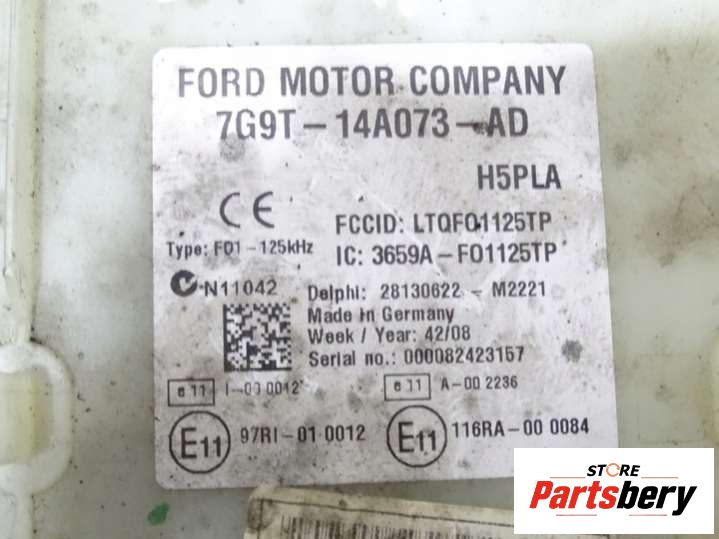 FORD MOTOR COMPANY
7G9T-14A073-AD
H5PLA
CE
FCCID: LTQFO1125TP
Type: FO1-125kHz
IC: 3659A-FO1125TP
N11042
Delphi: 28130622 - M2221
Made In Germany
Week / Year: 42/08
Serial no.: 000082423157
e11 I-00 0012
e11 A-00 2236
E11 97RI-01 0012
E11 116RA-00 0084
STORE
Partsbery